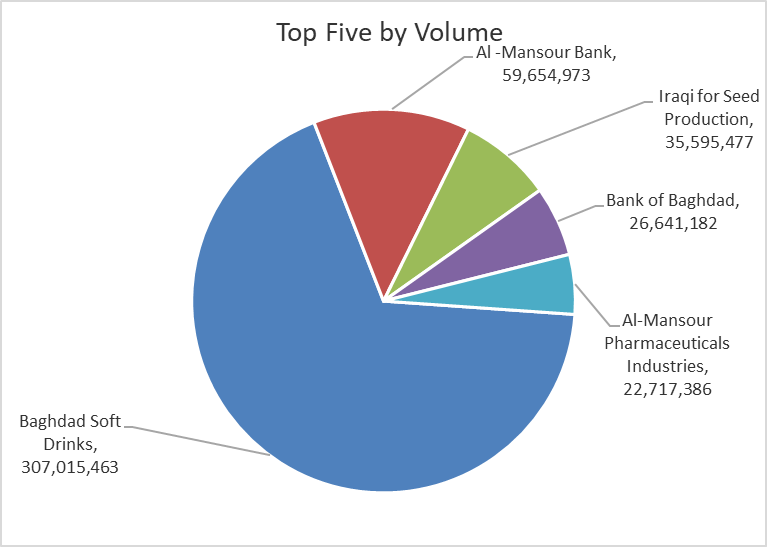 Top Five by Volume
Al -Mansour Bank,
59,654,973
Iraqi for Seed
Production,
35,595,477
Bank of Baghdad,
26,641,182
Al-Mansour
Pharmaceuticals
Industries,
22,717,386
Baghdad Soft
Drinks,
307,015,463